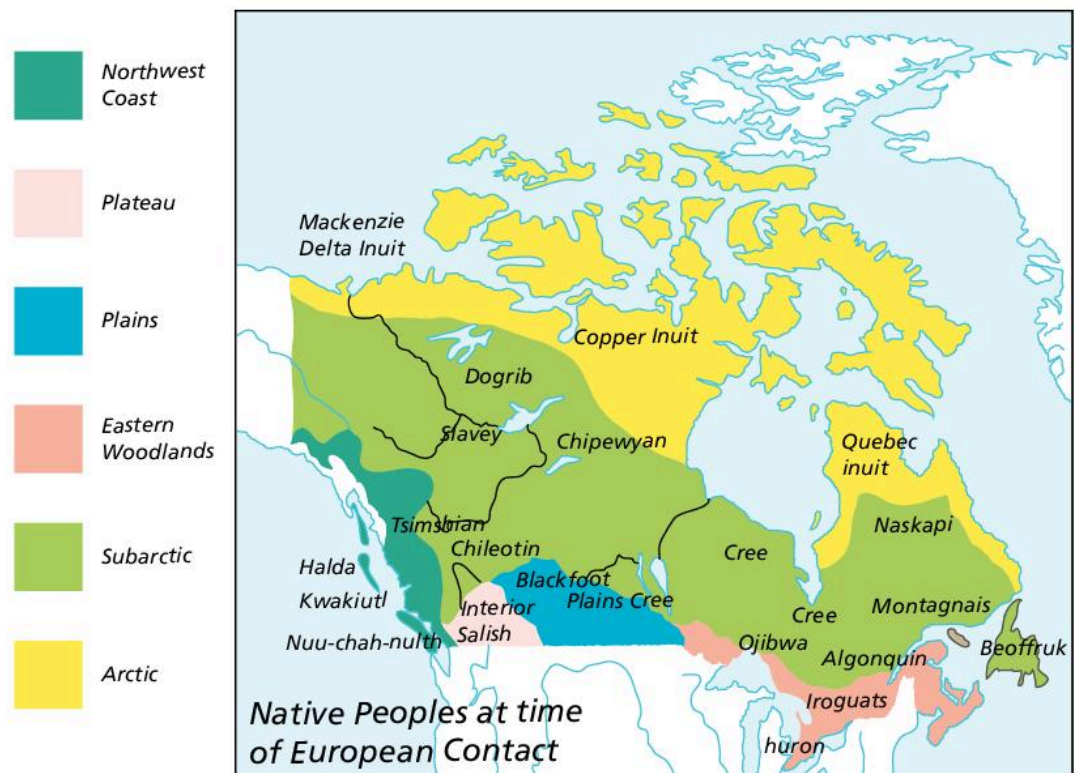 Northwest
Coast
Plateau
Plains
Eastern
Woodlands
Subarctic
Arctic
Mackenzie
Delta Inuit
Copper Inuit
Dogrib
Slavey
Chipewyan
Quebec
inuit
Naskapi
Tsimshian
Chileotin
Cree
Halda
Blackfoot
Plains Cree
Kwakiutl
Interior
Salish
Cree
Montagnais
Nuu-chah-nulth
Ojibwa
Algonquin
Beoffruk
Iroguats
huron
Native Peoples at time
of European Contact